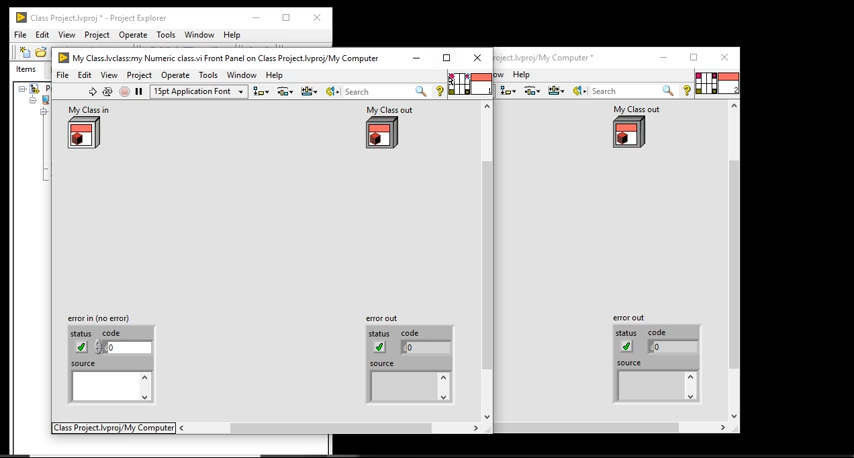 Class Project.lvproj * - Project Explorer
File Edit View Project Operate Tools Window Help
Items
My Class.lvclass:my Numeric class.vi Front Panel on Class Project.lvproj/My Computer
File Edit View Project Operate Tools Window Help
15pt Application Font
Search
1
My Class in
My Class out
error in (no error)
status code
0
source
error out
status code
0
source
Class Project.lvproj/My Computer
roject.lvproj/My Computer *
ow Help
Search
2
My Class out
error out
status code
0
source